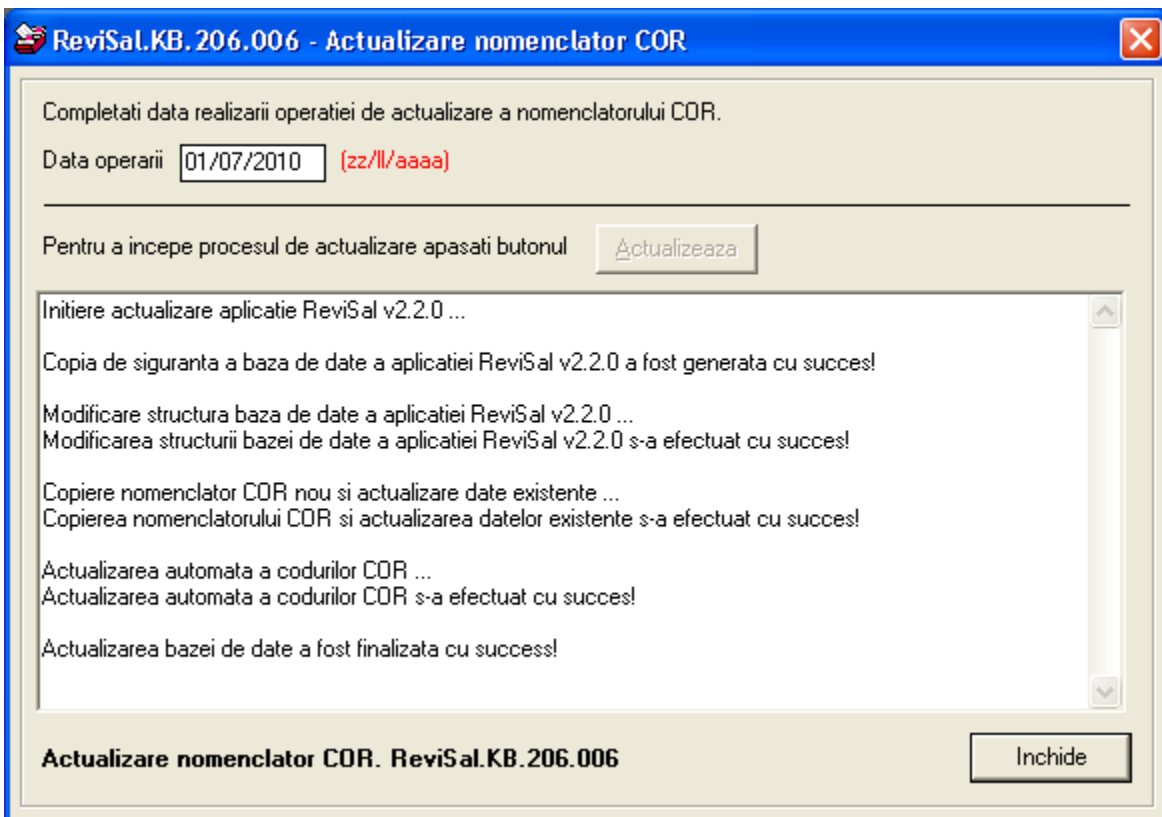 ReviSal.KB.206.006 - Actualizare nomenclator COR
Completati data realizarii operatiei de actualizare a nomenclatorului COR.
Data operarii 01/07/2010 (zz/ll/aaaa)
Pentru a incepe procesul de actualizare apasati butonul Actualizeaza
Initiere actualizare aplicatie ReviSal v2.2.0 ...
Copia de siguranta a baza de date a aplicatiei ReviSal v2.2.0 a fost generata cu succes!
Modificare structura baza de date a aplicatiei ReviSal v2.2.0 ...
Modificarea structurii bazei de date a aplicatiei ReviSal v2.2.0 s-a efectuat cu succes!
Copiere nomenclator COR nou si actualizare date existente ...
Copierea nomenclatorului COR si actualizarea datelor existente s-a efectuat cu succes!
Actualizarea automata a codurilor COR ...
Actualizarea automata a codurilor COR s-a efectuat cu succes!
Actualizarea bazei de date a fost finalizata cu success!
Actualizare nomenclator COR. ReviSal.KB.206.006 Inchide